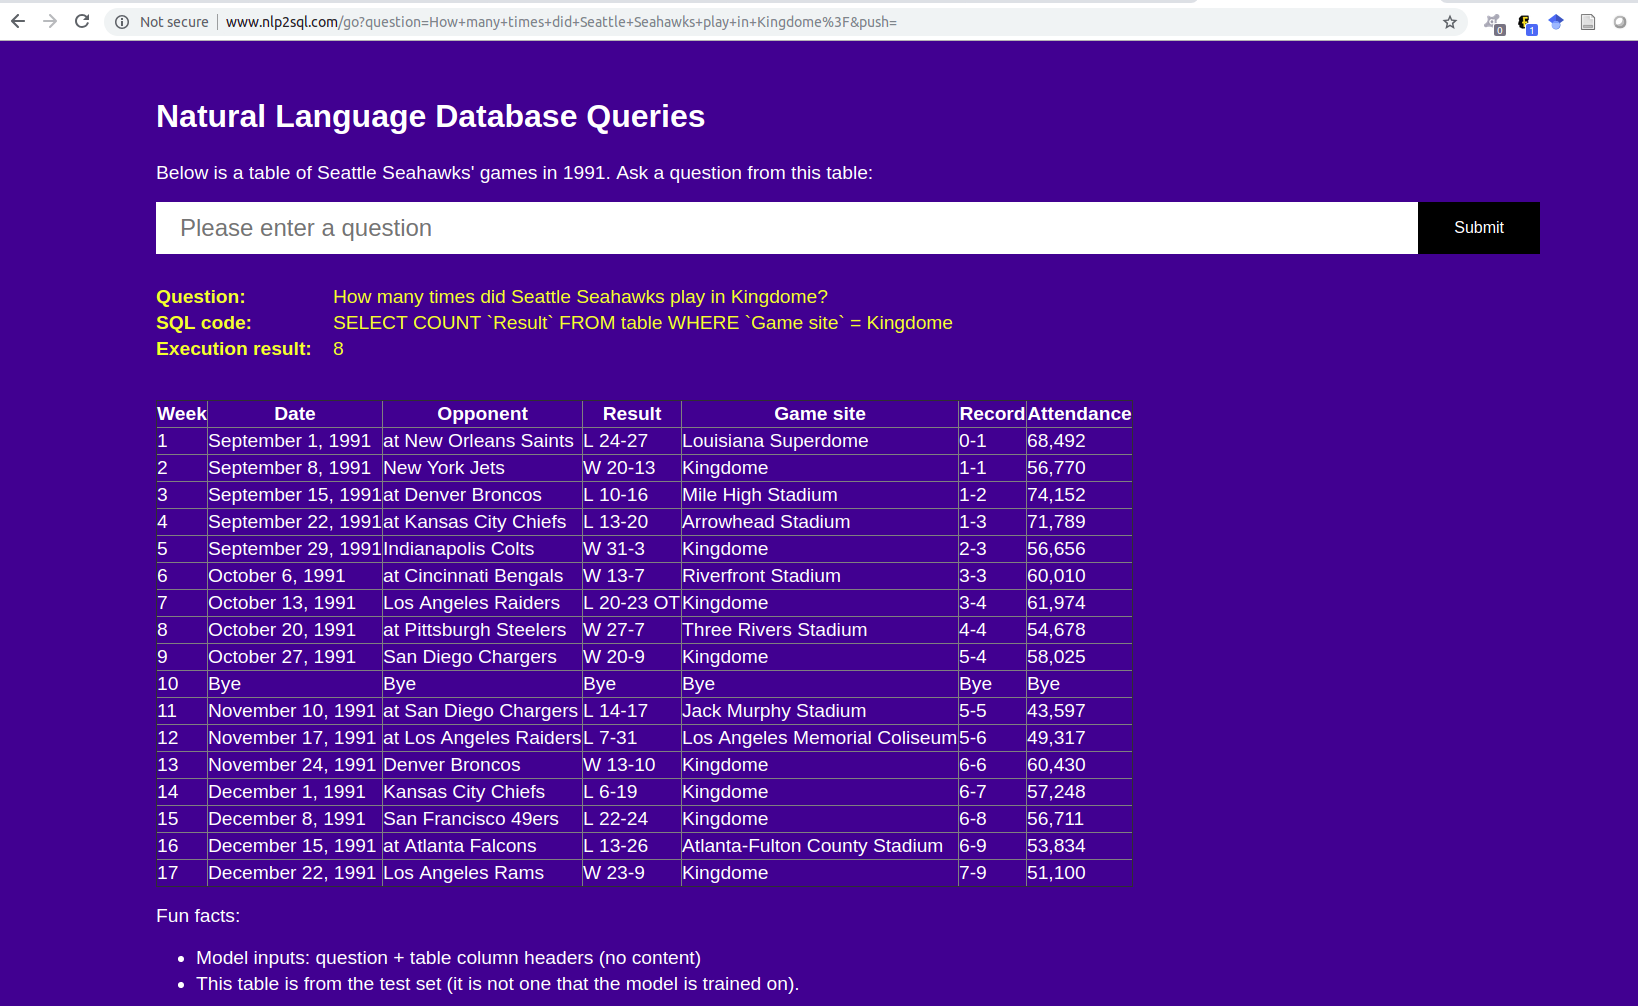 Not secure | www.nlp2sql.com/go?question=How+many+times+did+Seattle+Seahawks+play+in+Kingdome%3F&push=
0 1
Natural Language Database Queries
Below is a table of Seattle Seahawks' games in 1991. Ask a question from this table:
Please enter a question Submit
Question: How many times did Seattle Seahawks play in Kingdome?
SQL code: SELECT COUNT `Result` FROM table WHERE `Game site` = Kingdome
Execution result: 8
Week Date Opponent Result Game site Record Attendance
1 September 1, 1991 at New Orleans Saints L 24-27 Louisiana Superdome 0-1 68,492
2 September 8, 1991 New York Jets W 20-13 Kingdome 1-1 56,770
3 September 15, 1991 at Denver Broncos L 10-16 Mile High Stadium 1-2 74,152
4 September 22, 1991 at Kansas City Chiefs L 13-20 Arrowhead Stadium 1-3 71,789
5 September 29, 1991 Indianapolis Colts W 31-3 Kingdome 2-3 56,656
6 October 6, 1991 at Cincinnati Bengals W 13-7 Riverfront Stadium 3-3 60,010
7 October 13, 1991 Los Angeles Raiders L 20-23 OT Kingdome 3-4 61,974
8 October 20, 1991 at Pittsburgh Steelers W 27-7 Three Rivers Stadium 4-4 54,678
9 October 27, 1991 San Diego Chargers W 20-9 Kingdome 5-4 58,025
10 Bye Bye Bye Bye Bye Bye
11 November 10, 1991 at San Diego Chargers L 14-17 Jack Murphy Stadium 5-5 43,597
12 November 17, 1991 at Los Angeles Raiders L 7-31 Los Angeles Memorial Coliseum 5-6 49,317
13 November 24, 1991 Denver Broncos W 13-10 Kingdome 6-6 60,430
14 December 1, 1991 Kansas City Chiefs L 6-19 Kingdome 6-7 57,248
15 December 8, 1991 San Francisco 49ers L 22-24 Kingdome 6-8 56,711
16 December 15, 1991 at Atlanta Falcons L 13-26 Atlanta-Fulton County Stadium 6-9 53,834
17 December 22, 1991 Los Angeles Rams W 23-9 Kingdome 7-9 51,100
Fun facts:
• Model inputs: question + table column headers (no content)
• This table is from the test set (it is not one that the model is trained on).